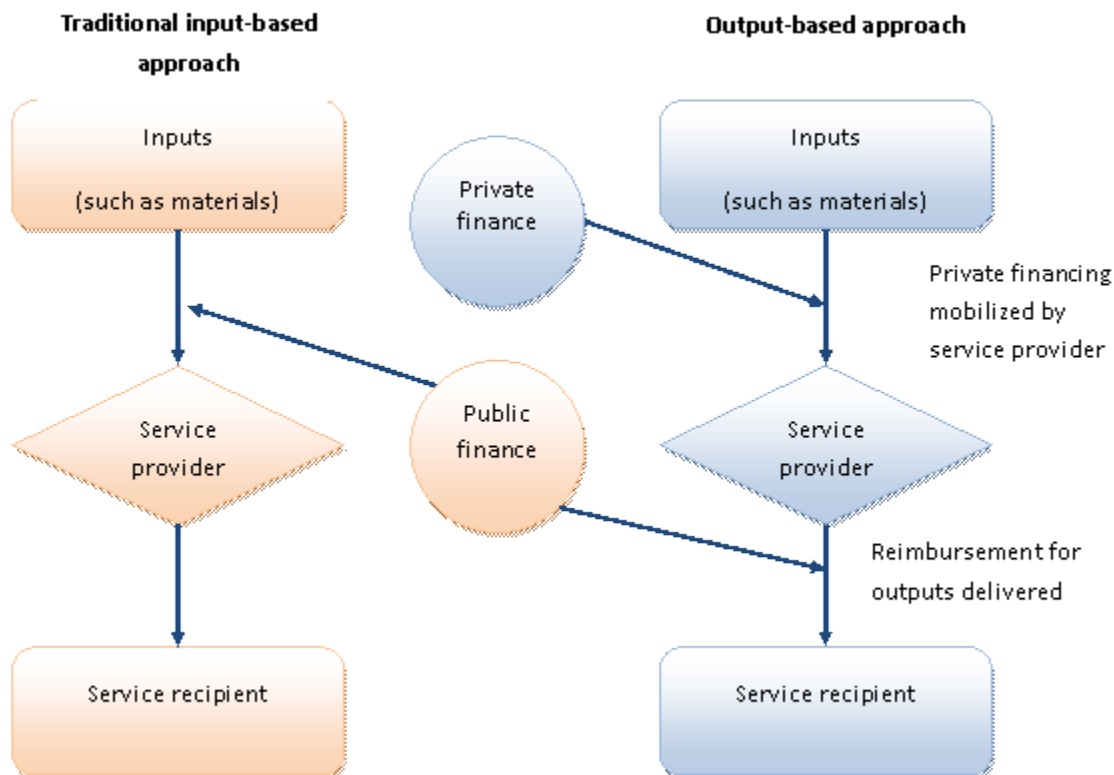 Traditional input-based
approach
Output-based approach
Inputs
(such as materials)
Private
finance
Inputs
(such as materials)
Private financing
mobilized by
service provider
Service
provider
Public
finance
Service
provider
Reimbursement for
outputs delivered
Service recipient
Service recipient